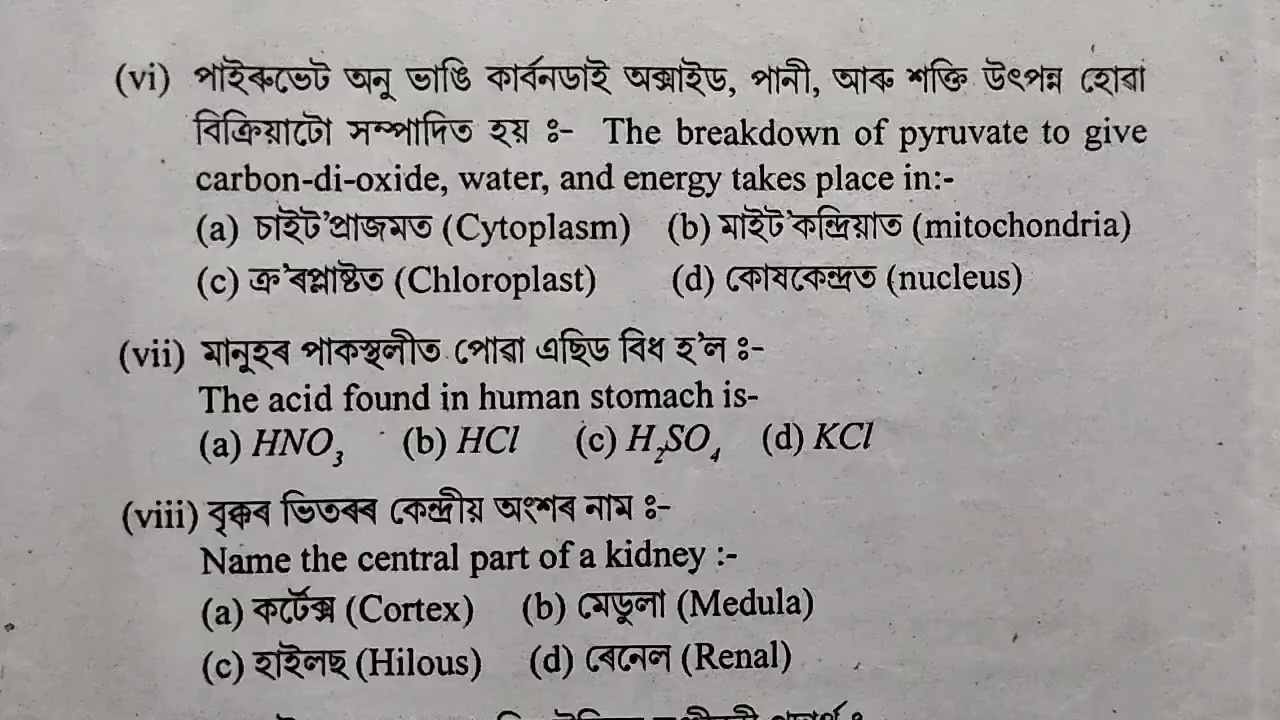 (vi) পাইৰুভেট অনু ভাঙি কাৰ্বনডাই অক্সাইড, পানী, আৰু শক্তি উৎপন্ন হোৱা
বিক্ৰিয়াটো সম্পাদিত হয় ঃ- The breakdown of pyruvate to give
carbon-di-oxide, water, and energy takes place in:-
(a) চাইট'প্লাজমত (Cytoplasm) (b) মাইট'কন্দ্ৰিয়াত (mitochondria)
(c) ক্ৰ'ৰপ্লাষ্টত (Chloroplast) (d) কোষকেন্দ্ৰত (nucleus)
(vii) মানুহৰ পাকস্থলীত পোৱা এছিড বিধ হ'ল ঃ-
The acid found in human stomach is-
(a) HNO₃ (b) HCl (c) H₂SO₄ (d) KCl
(viii) বৃক্কৰ ভিতৰৰ কেন্দ্ৰীয় অংশৰ নাম ঃ-
Name the central part of a kidney :-
(a) কৰ্টেক্স (Cortex) (b) মেডুলা (Medula)
(c) হাইলছ (Hilous) (d) ৰেনেল (Renal)